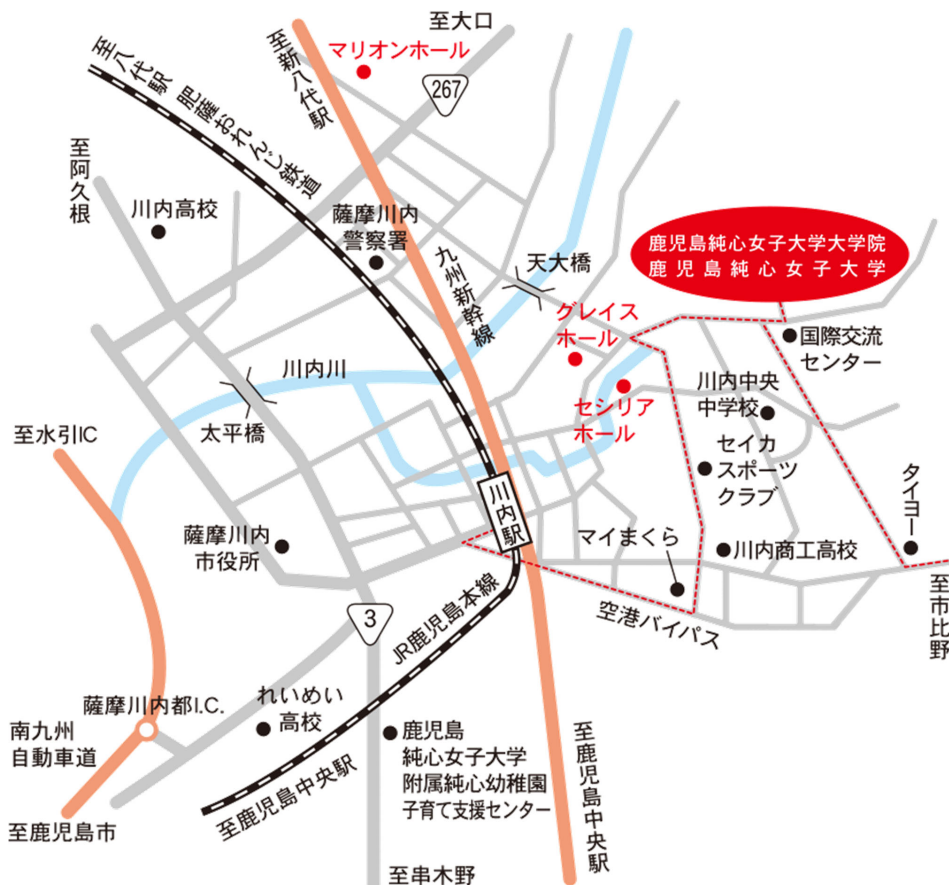 至大口
至新八代駅
マリオンホール
267
至八代駅
肥薩おれんじ鉄道
至阿久根
川内高校
薩摩川内
警察署
九州新幹線
天大橋
鹿児島純心女子大学大学院
鹿児島純心女子大学
グレイス
ホール
国際交流
センター
川内川
太平橋
セシリア
ホール
川内中央
中学校
至水引IC
セイカ
スポーツ
クラブ
タイヨー
川内駅
薩摩川内
市役所
マイまくら
川内商工高校
空港バイパス
至市比野
3
JR鹿児島本線
れいめい
高校
薩摩川内都I.C.
南九州
自動車道
鹿児島
純心女子大学
附属純心幼稚園
子育て支援センター
至鹿児島中央駅
至鹿児島中央駅
至鹿児島市
至串木野